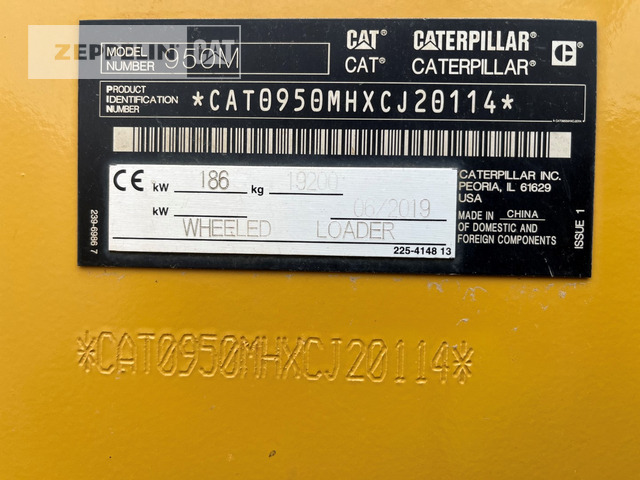 ZEPPELIN CAT
MODEL NUMBER 950M
CAT CATERPILLAR C
CAT® CATERPILLAR®
PRODUCT IDENTIFICATION NUMBER *CAT0950MHXCJ20114*
CE kW 186 kg 19200
kW 06/2019
WHEELED LOADER
225-4148 13
239-6986 7
CATERPILLAR INC.
PEORIA, IL 61629
USA
MADE IN CHINA
OF DOMESTIC AND
FOREIGN COMPONENTS
ISSUE 1
*CAT0950MHXCJ20114*